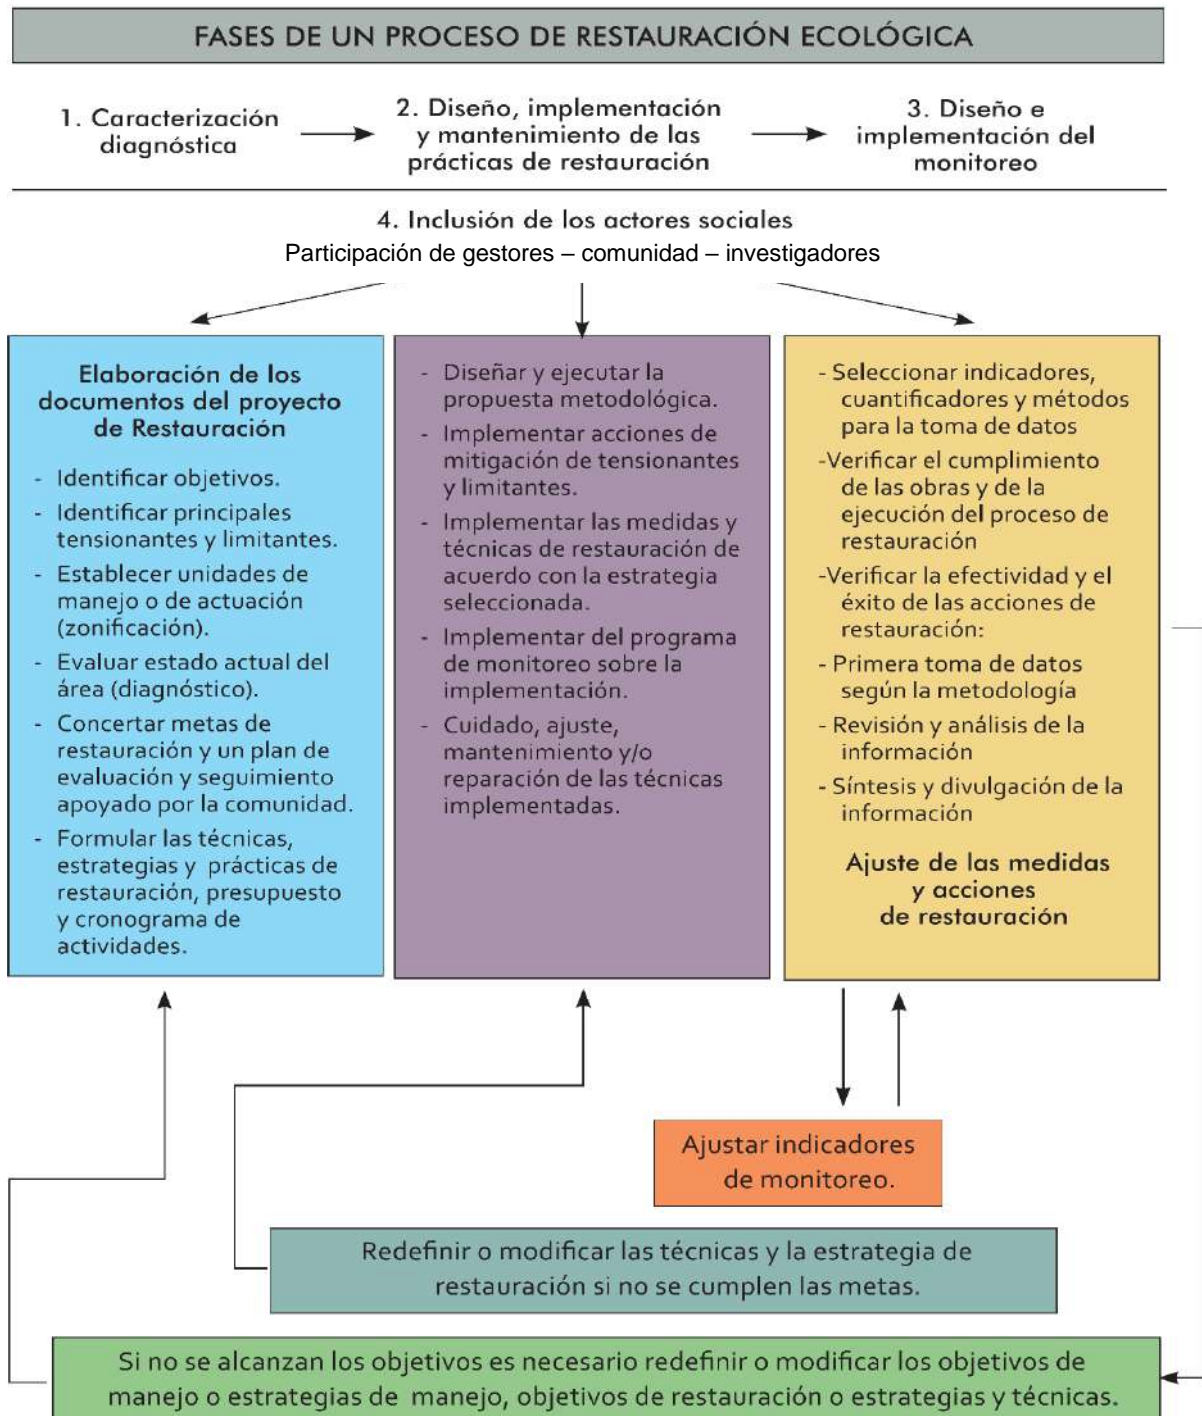 FASES DE UN PROCESO DE RESTAURACIÓN ECOLÓGICA
1. Caracterización
diagnóstica
2. Diseño, implementación
y mantenimiento de las
prácticas de restauración
3. Diseño e
implementación del
monitoreo
4. Inclusión de los actores sociales
Participación de gestores – comunidad – investigadores
Elaboración de los
documentos del proyecto
de Restauración
- Identificar objetivos.
- Identificar principales
tensionantes y limitantes.
- Establecer unidades de
manejo o de actuación
(zonificación).
- Evaluar estado actual del
área (diagnóstico).
- Concertar metas de
restauración y un plan de
evaluación y seguimiento
apoyado por la comunidad.
- Formular las técnicas,
estrategias y prácticas de
restauración, presupuesto
y cronograma de
actividades.
- Diseñar y ejecutar la
propuesta metodológica.
- Implementar acciones de
mitigación de tensionantes
y limitantes.
- Implementar las medidas y
técnicas de restauración de
acuerdo con la estrategia
seleccionada.
- Implementar del programa
de monitoreo sobre la
implementación.
- Cuidado, ajuste,
mantenimiento y/o
reparación de las técnicas
implementadas.
- Seleccionar indicadores,
cuantificadores y métodos
para la toma de datos
-Verificar el cumplimiento
de las obras y de la
ejecución del proceso de
restauración
-Verificar la efectividad y el
éxito de las acciones de
restauración:
- Primera toma de datos
según la metodología
- Revisión y análisis de la
información
- Síntesis y divulgación de la
información
Ajuste de las medidas
y acciones
de restauración
Ajustar indicadores
de monitoreo.
Redefinir o modificar las técnicas y la estrategia de
restauración si no se cumplen las metas.
Si no se alcanzan los objetivos es necesario redefinir o modificar los objetivos de
manejo o estrategias de manejo, objetivos de restauración o estrategias y técnicas.